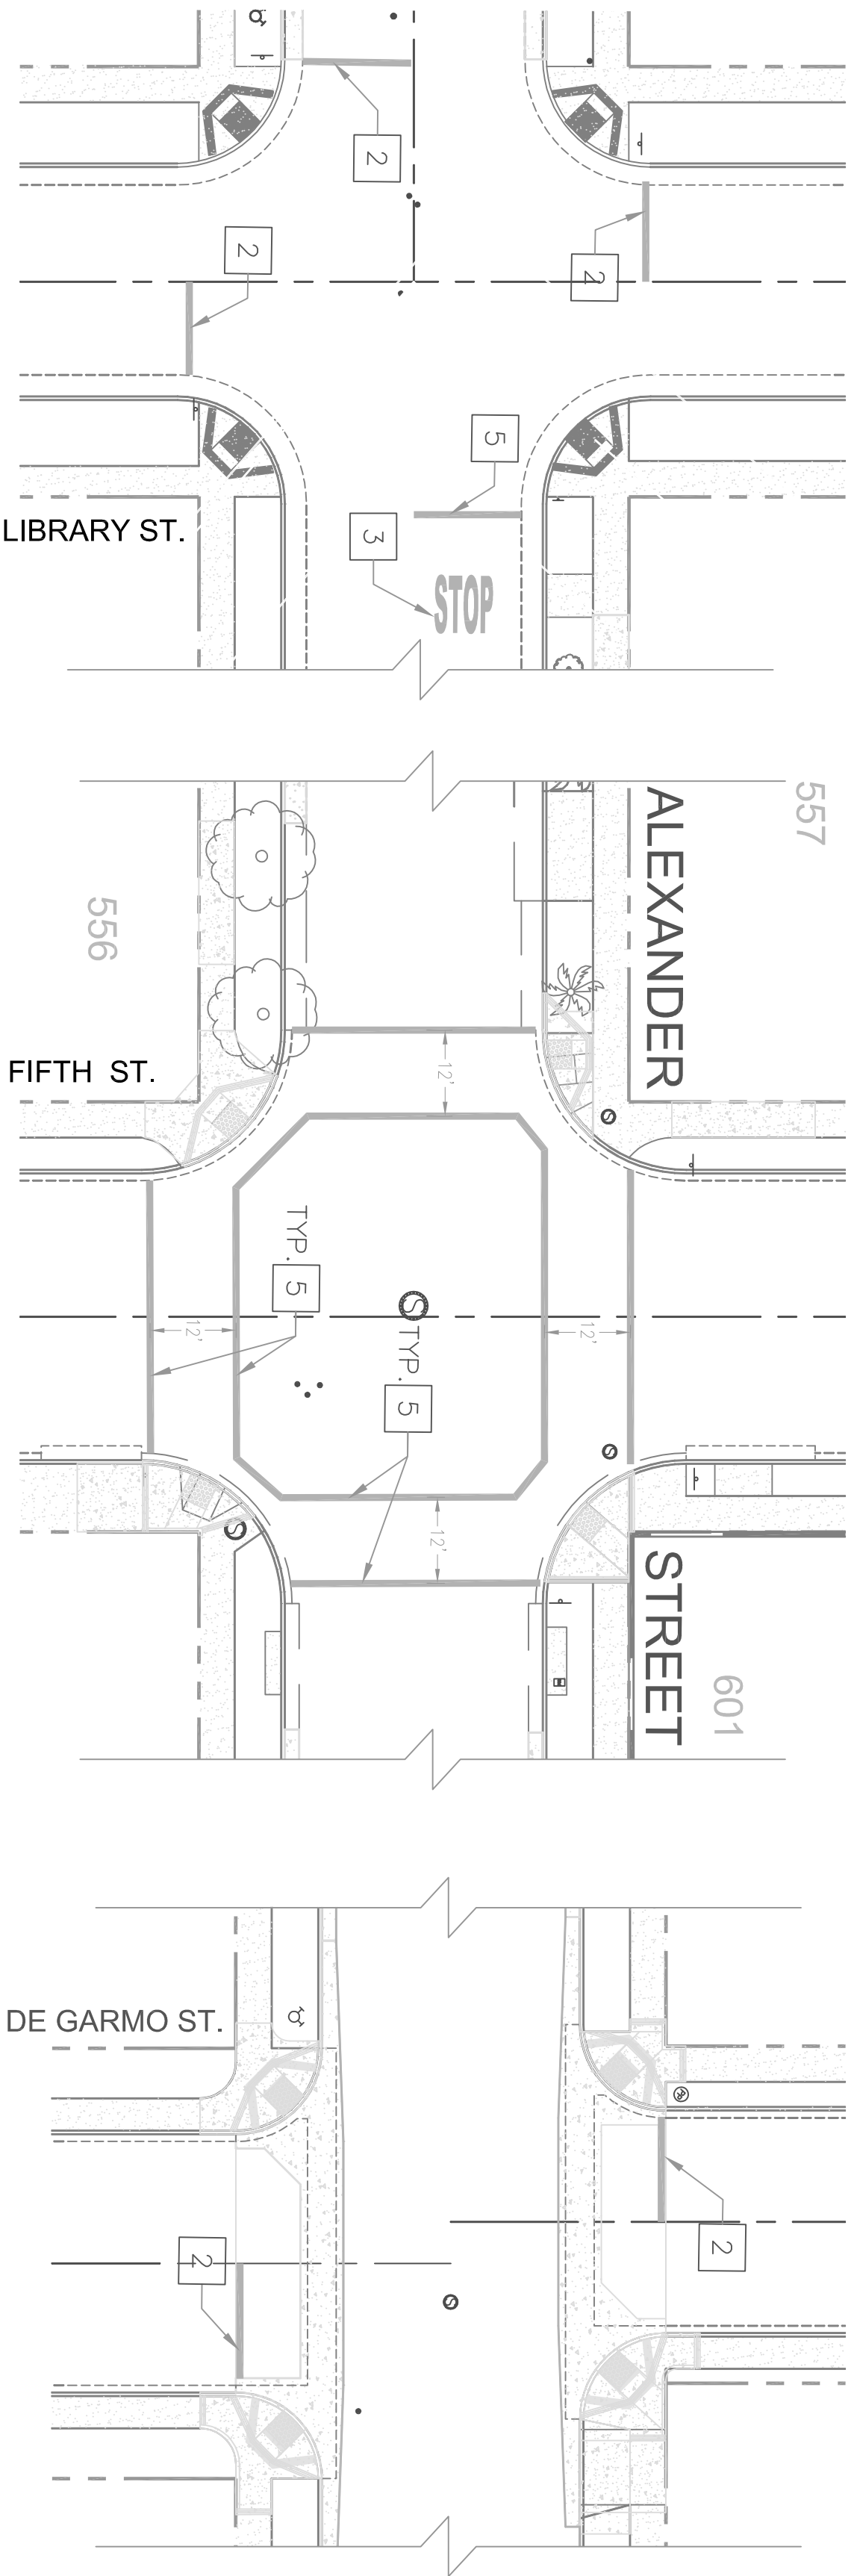 2
2
2
5
LIBRARY ST.
3
STOP
557
ALEXANDER
556
FIFTH ST.
12'
TYP.
5
S
12'
12'
TYP.
5
S
S
S
12'
STREET
601
DE GARMO ST.
2
2
S